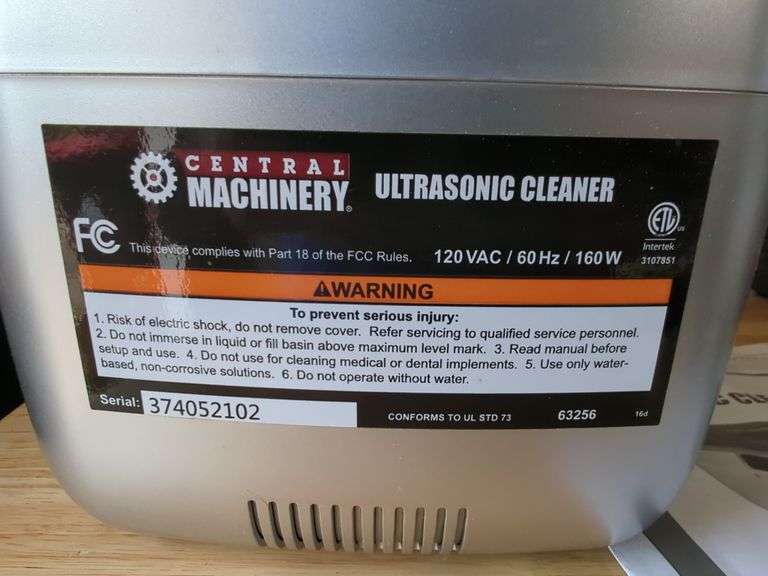 CENTRAL
MACHINERY®
ULTRASONIC CLEANER
FC
This device complies with Part 18 of the FCC Rules.
120 VAC / 60 Hz / 160 W
ETL
US
Intertek
3107851
WARNING
To prevent serious injury:
1. Risk of electric shock, do not remove cover. Refer servicing to qualified service personnel.
2. Do not immerse in liquid or fill basin above maximum level mark. 3. Read manual before
setup and use. 4. Do not use for cleaning medical or dental implements. 5. Use only water-
based, non-corrosive solutions. 6. Do not operate without water.
Serial: 374052102
CONFORMS TO UL STD 73
63256
16d